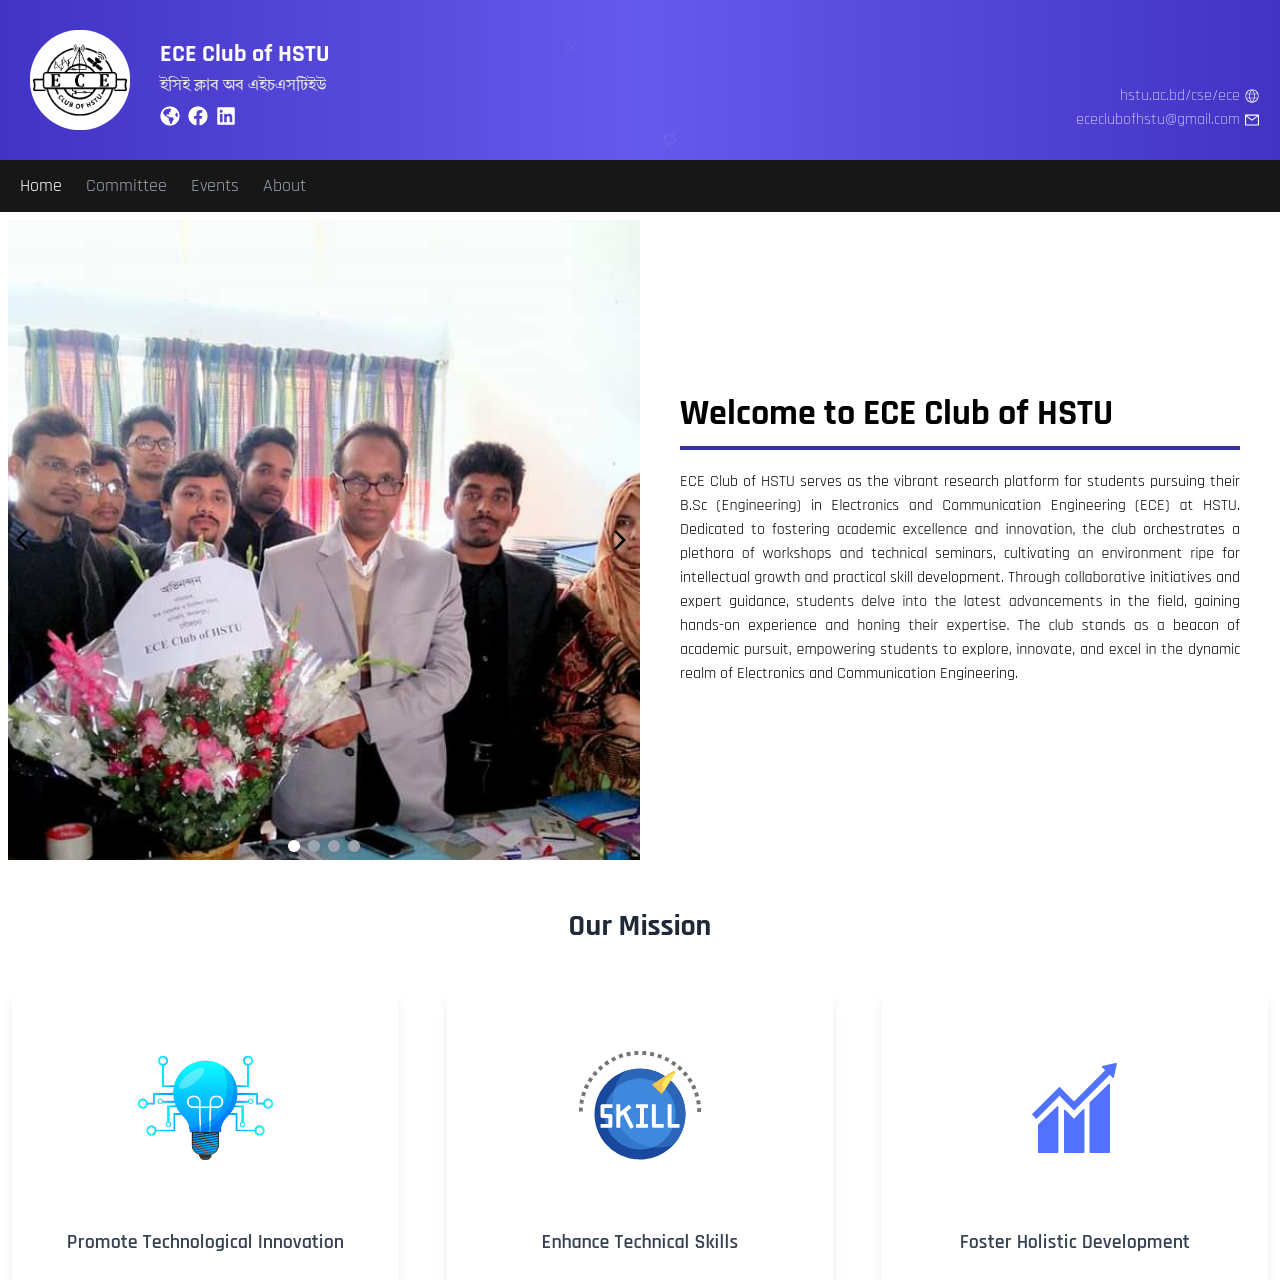 ECE Club of HSTU
ইসিই ক্লাব অব এইচএসটিইউ
E C E
CLUB OF HSTU
hstu.ac.bd/cse/ece
ececlubofhstu@gmail.com
Home Committee Events About
অভিনন্দন
ECE Club of HSTU
Welcome to ECE Club of HSTU
ECE Club of HSTU serves as the vibrant research platform for students pursuing their
B.Sc (Engineering) in Electronics and Communication Engineering (ECE) at HSTU.
Dedicated to fostering academic excellence and innovation, the club orchestrates a
plethora of workshops and technical seminars, cultivating an environment ripe for
intellectual growth and practical skill development. Through collaborative initiatives and
expert guidance, students delve into the latest advancements in the field, gaining
hands-on experience and honing their expertise. The club stands as a beacon of
academic pursuit, empowering students to explore, innovate, and excel in the dynamic
realm of Electronics and Communication Engineering.
Our Mission
SKILL
Promote Technological Innovation
Enhance Technical Skills
Foster Holistic Development